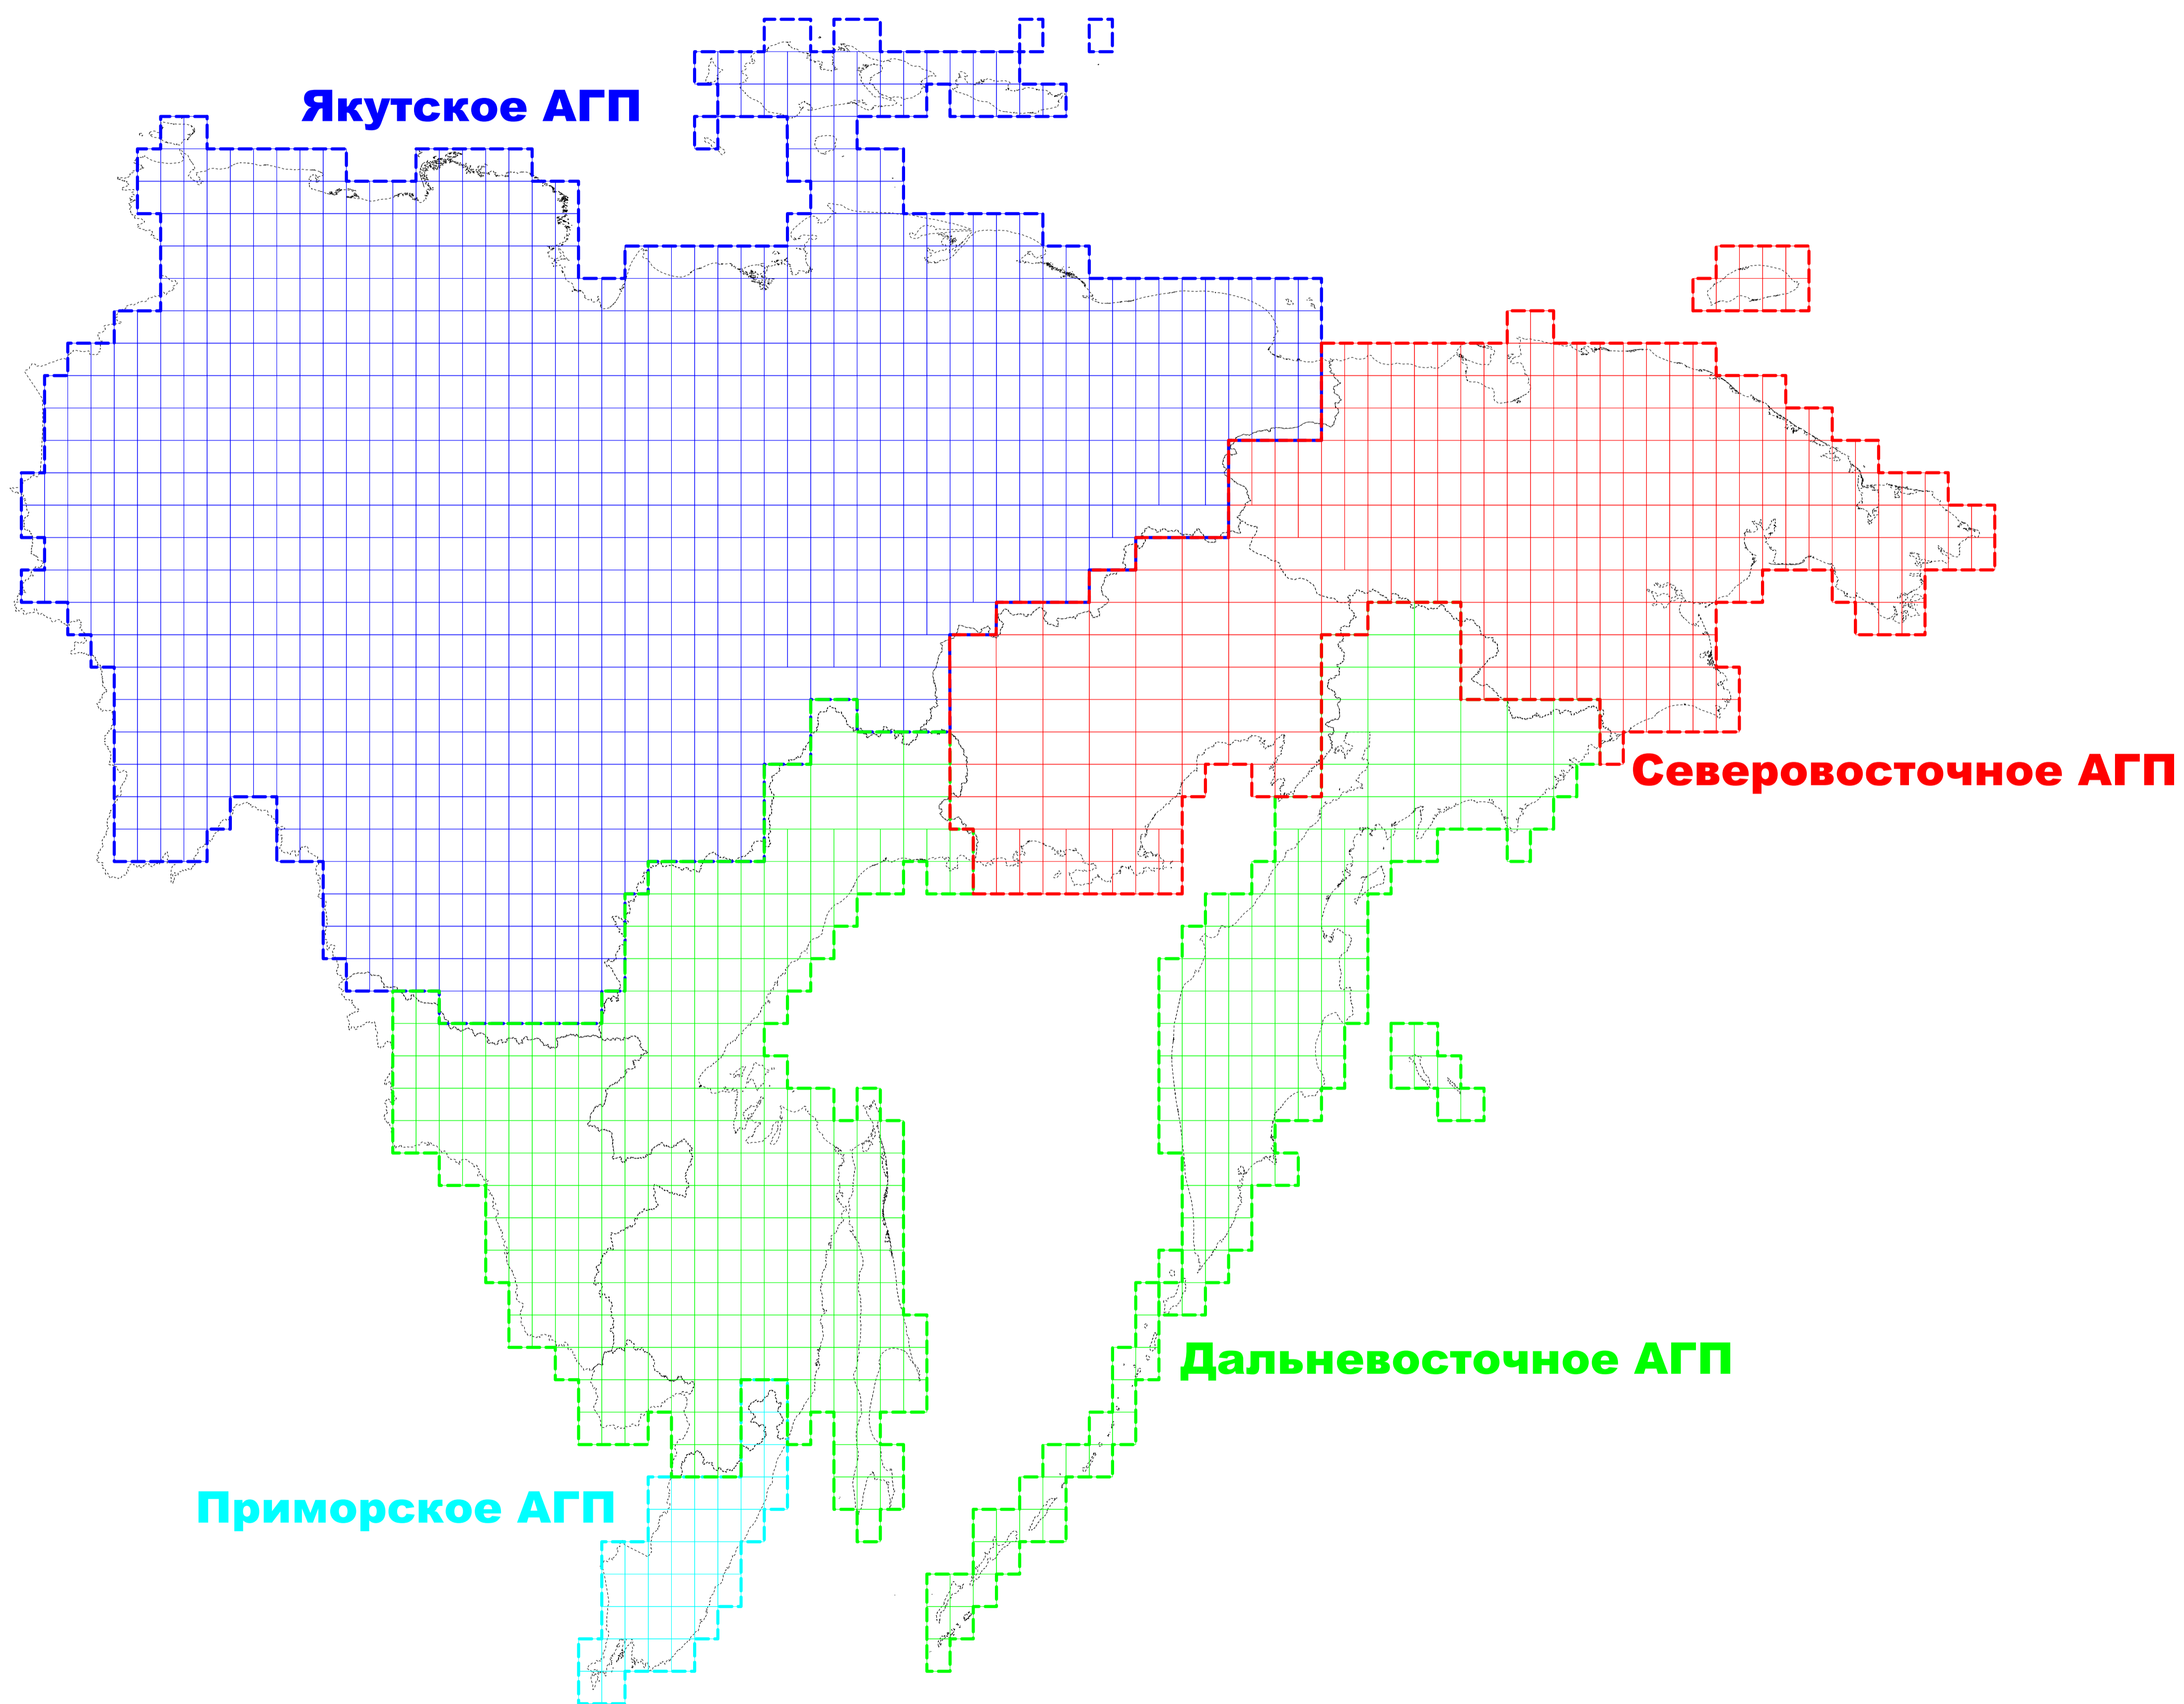 Якутское АГП
Северовосточное АГП
Дальневосточное АГП
Приморское АГП